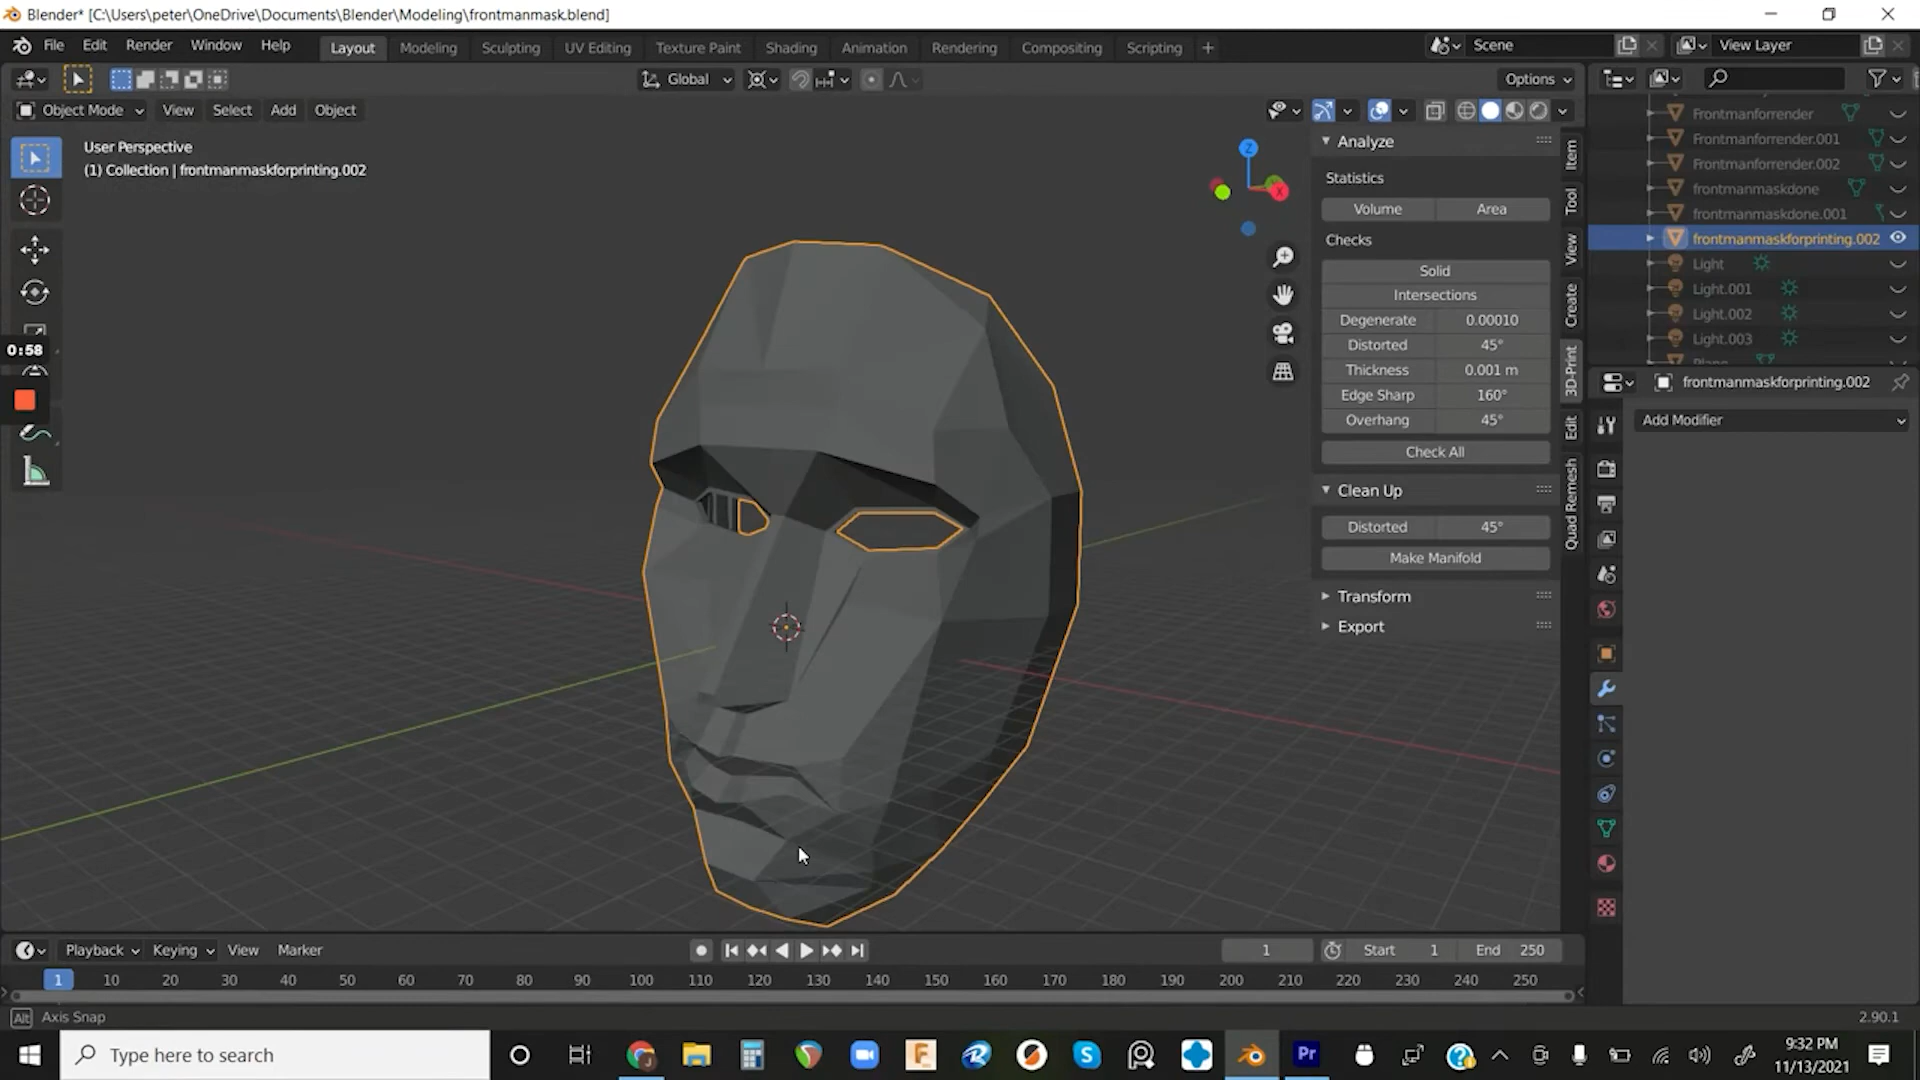 Blender* [C:\Users\peter\OneDrive\Documents\Blender\Modeling\frontmanmask.blend]
File Edit Render Window Help Layout Modeling Sculpting UV Editing Texture Paint Shading Animation Rendering Compositing Scripting + Scene View Layer
Global Options
Object Mode View Select Add Object
User Perspective
(1) Collection | frontmanmaskforprinting.002
Z
X
0:58
Analyze
Statistics
Volume Area
Checks
Solid
Intersections
Degenerate 0.00010
Distorted 45°
Thickness 0.001 m
Edge Sharp 160°
Overhang 45°
Check All
Clean Up
Distorted 45°
Make Manifold
Transform
Export
Item
Tool
View
Create
3D-Print
Edit
Quad Remesh
Frontmanforrender
Frontmanforrender.001
Frontmanforrender.002
frontmanmaskdone
frontmanmaskdone.001
frontmanmaskforprinting.002
Light
Light.001
Light.002
Light.003
Plane
frontmanmaskforprinting.002
Add Modifier
Playback Keying View Marker 1 Start 1 End 250
1 10 20 30 40 50 60 70 80 90 100 110 120 130 140 150 160 170 180 190 200 210 220 230 240 250
Alt Axis Snap 2.90.1
Type here to search
Pr
9:32 PM
11/13/2021